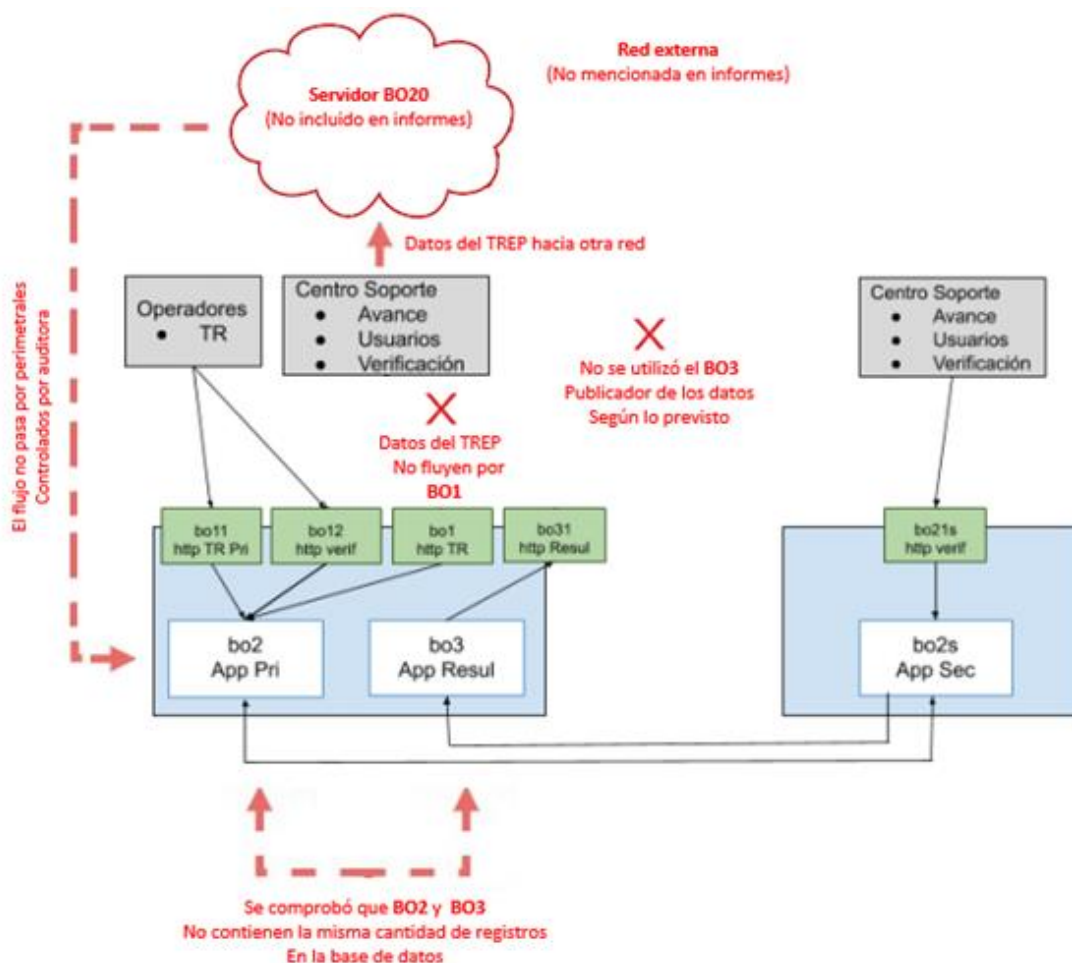 Red externa
(No mencionada en informes)
Servidor BO20
(No incluído en informes)
Datos del TREP hacia otra red
El flujo no pasa por perimetrales
Controlados por auditora
Operadores
● TR
Centro Soporte
● Avance
● Usuarios
● Verificación
No se utilizó el BO3
Publicador de los datos
Según lo previsto
Centro Soporte
● Avance
● Usuarios
● Verificación
Datos del TREP
No fluyen por
BO1
bo11
http TR Pri
bo12
http verif
bo1
http TR
bo31
http Resul
bo21s
http verif
bo2
App Pri
bo3
App Resul
bo2s
App Sec
Se comprobó que BO2 y BO3
No contienen la misma cantidad de registros
En la base de datos